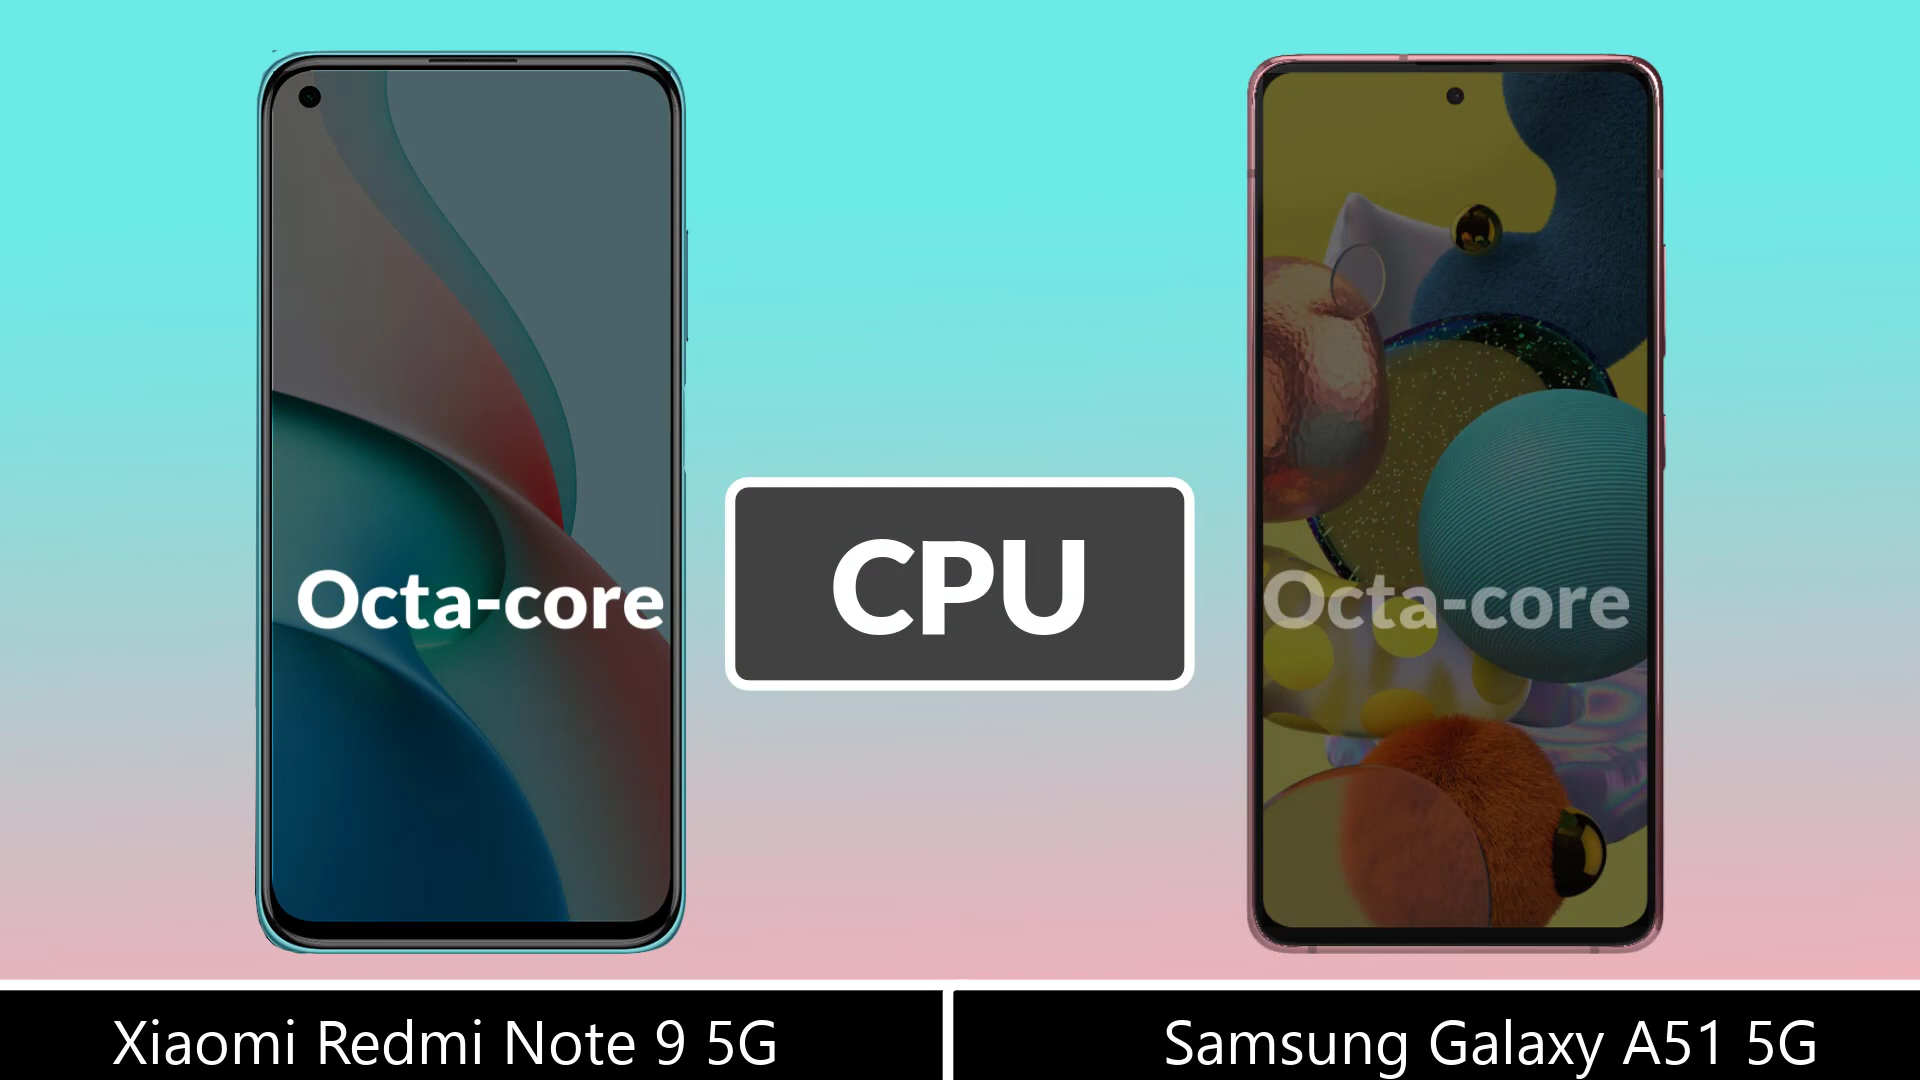 Octa-core
CPU
Octa-core
Xiaomi Redmi Note 9 5G
Samsung Galaxy A51 5G